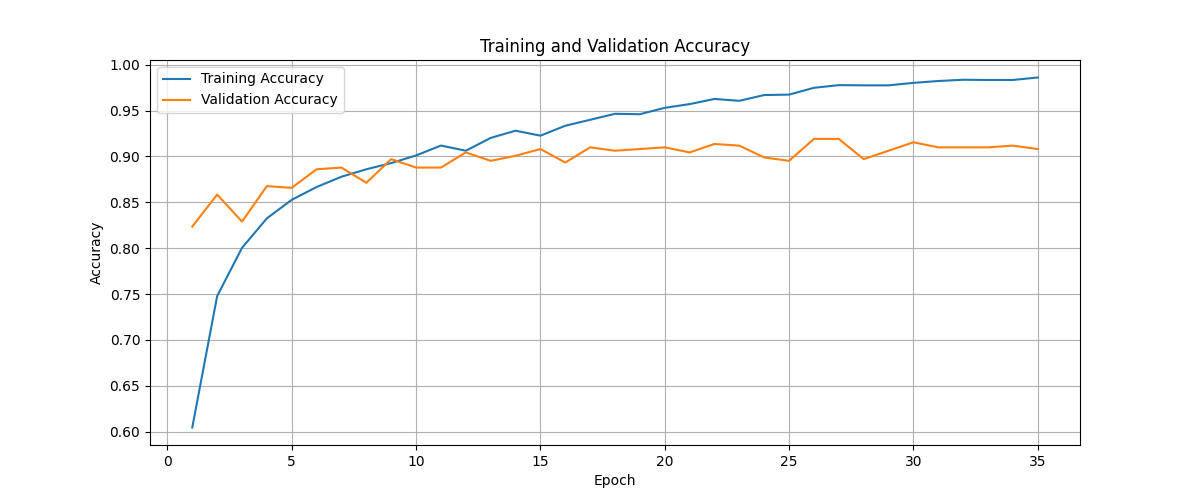 Training and Validation Accuracy
Training Accuracy
Validation Accuracy
1.00
0.95
0.90
0.85
0.80
0.75
0.70
0.65
0.60
Accuracy
0 5 10 15 20 25 30 35
Epoch